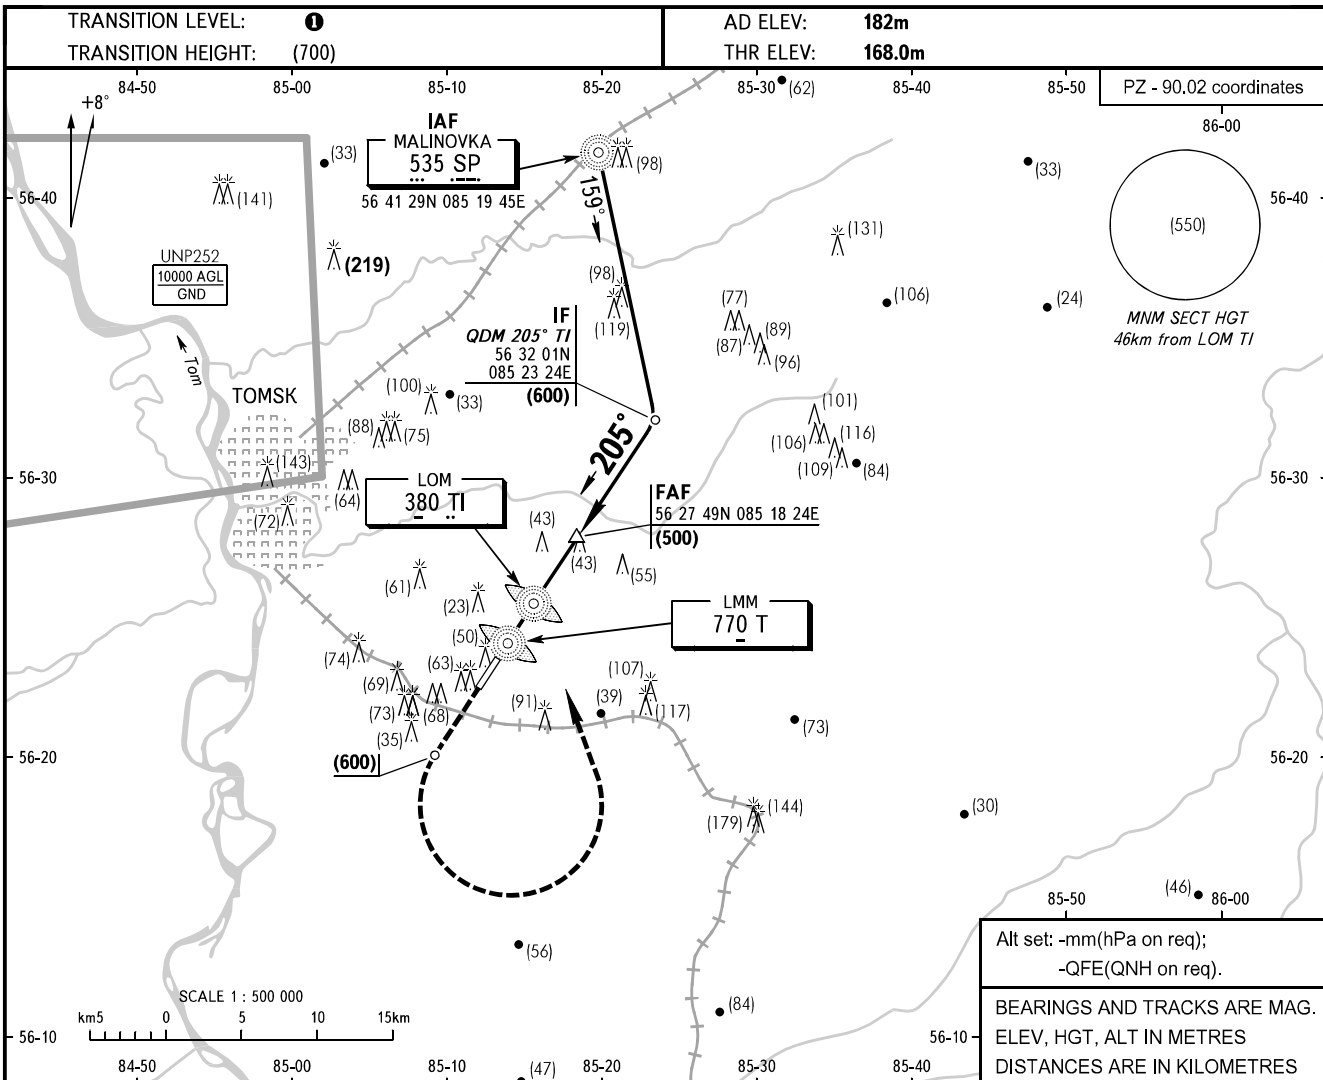 TRANSITION LEVEL: ❶
TRANSITION HEIGHT: (700)
AD ELEV: 182m
THR ELEV: 168.0m
84-50 85-00 85-10 85-20 85-30 85-40 85-50
(62)
PZ - 90.02 coordinates
86-00
+8°
IAF
MALINOVKA
535 SP
56 41 29N 085 19 45E
(33)
(98)
(33)
56-40
(141)
159°
56-40
(550)
(131)
UNP252
10000 AGL
GND
(219)
(98)
(119)
(77)
(87)
(89)
(96)
(106)
(24)
MNM SECT HGT
46km from LOM TI
IF
QDM 205° TI
56 32 01N
085 23 24E
(600)
Tom
TOMSK
(100)
(33)
(88)
(75)
205°
(101)
(106)
(116)
(109)
(84)
(143)
56-30
(64)
(72)
LOM
380 TI
FAF
56 27 49N 085 18 24E
(500)
56-30
(43)
(43)
(55)
(61)
(23)
LMM
770 T
(50)
(74)
(63)
(69)
(107)
(73)
(68)
(91)
(39)
(117)
(73)
(35)
56-20
(600)
56-20
(144)
(179)
(30)
(46)
85-50 86-00
(56)
Alt set: -mm(hPa on req);
-QFE(QNH on req).
SCALE 1 : 500 000
km5 0 5 10 15km
(84)
BEARINGS AND TRACKS ARE MAG.
56-10
56-10
ELEV, HGT, ALT IN METRES
DISTANCES ARE IN KILOMETRES
84-50 85-00 85-10 85-20 85-30 85-40
(47)